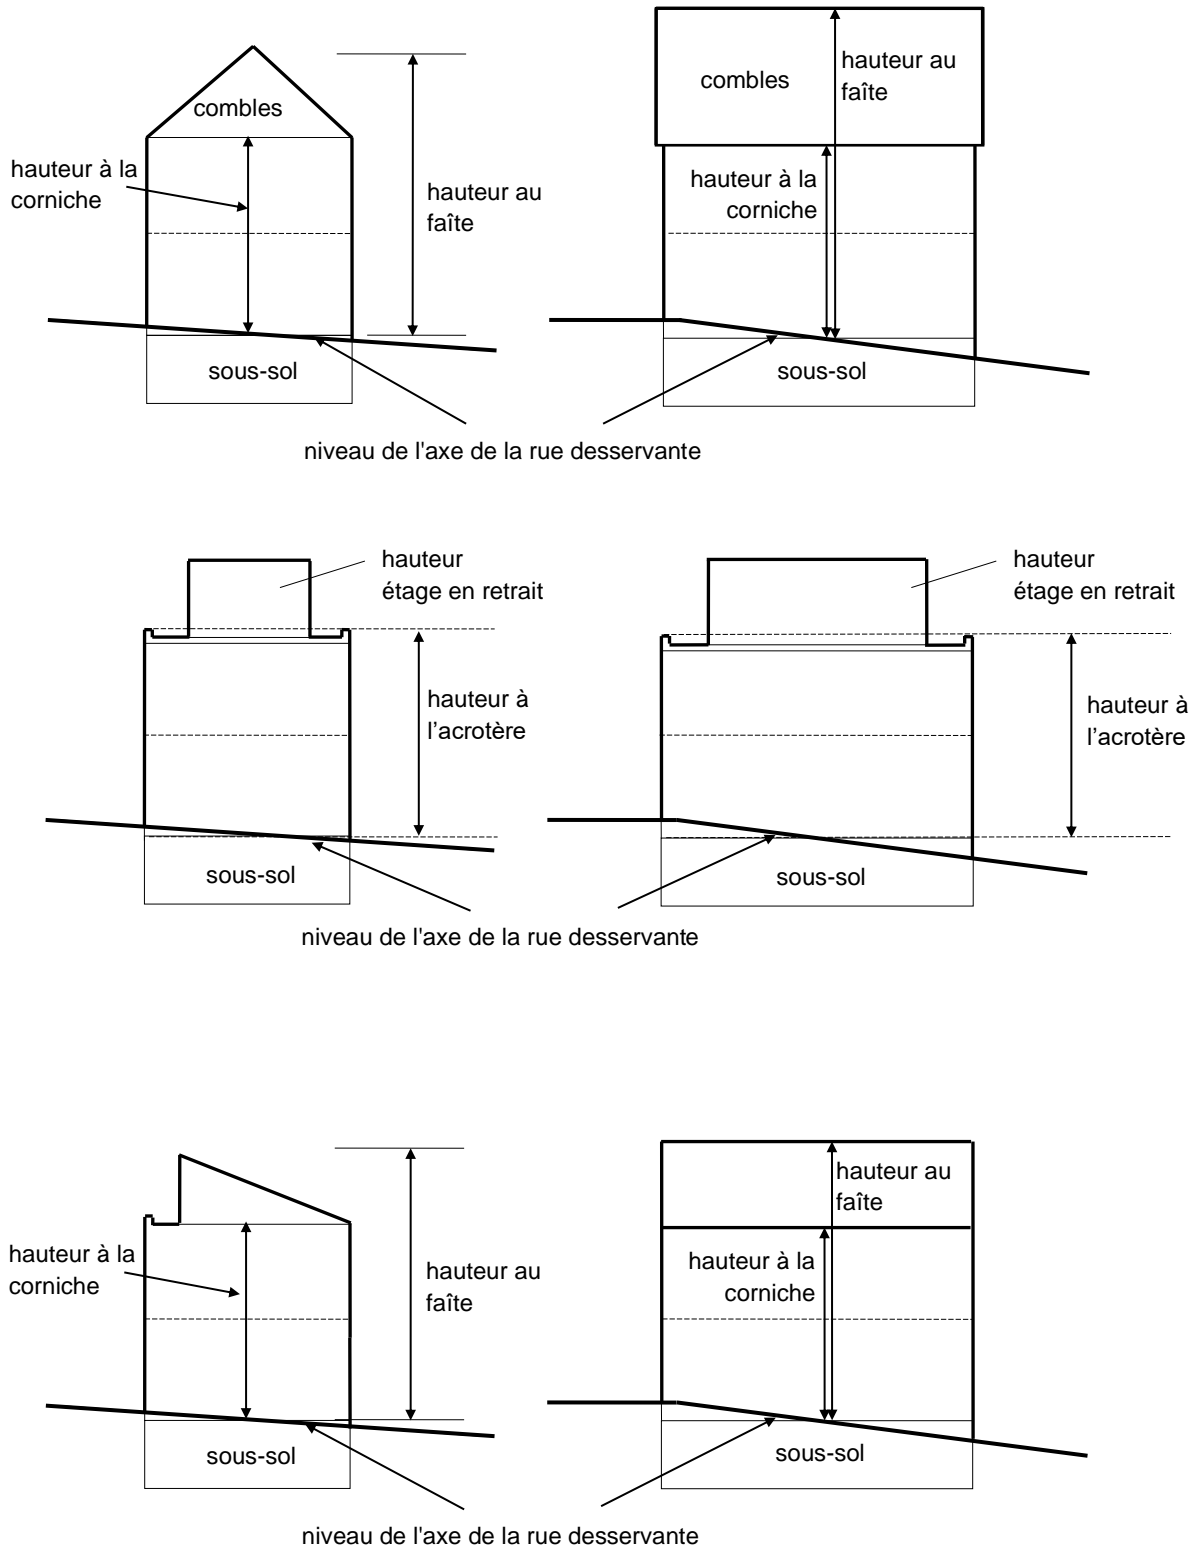 combles
hauteur à la
corniche
hauteur au
faîte
sous-sol
combles
hauteur au
faîte
hauteur à la
corniche
sous-sol
niveau de l'axe de la rue desservante
hauteur
étage en retrait
hauteur à
l’acrotère
sous-sol
hauteur
étage en retrait
hauteur à
l’acrotère
sous-sol
niveau de l'axe de la rue desservante
hauteur à la
corniche
hauteur au
faîte
sous-sol
hauteur au
faîte
hauteur à la
corniche
sous-sol
niveau de l'axe de la rue desservante